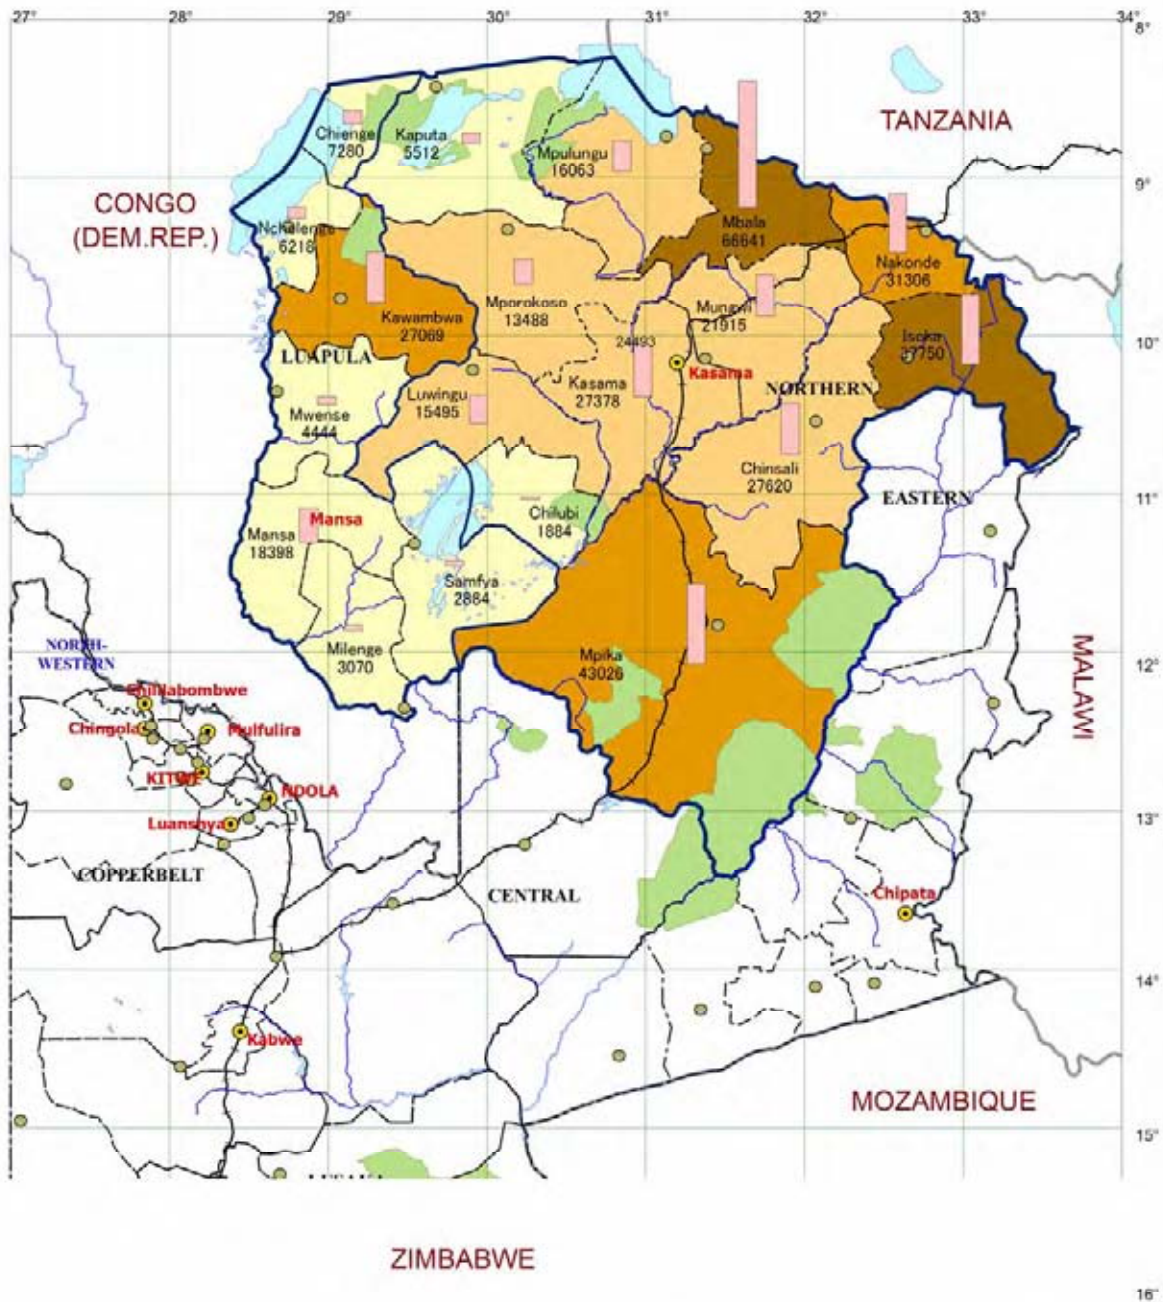 27° 28° 29° 30° 31° 32° 33° 34°
8°
TANZANIA
Chienge
7280
Kaputa
5512
Mpulungu
16063
9°
CONGO
(DEM.REP.)
Nchelenge
6218
Mbala
66641
Nakonde
31306
Kawambwa
27069
Mporokoso
13488
Mungwi
21915
10°
Isoka
37750
LUAPULA
24493
Kasama
Kasama
27378
NORTHERN
Luwingu
15495
Mwense
4444
Chinsali
27620
11°
EASTERN
Chilubi
1884
Mansa
Mansa
18398
Samfya
2884
NORTH-
WESTERN
Milenge
3070
Mpika
43026
12°
MALAWI
Chililabombwe
Chingola
Mulfulira
KITWE
NDOLA
Luanshya
13°
COPPERBELT
CENTRAL
Chipata
14°
Kabwe
MOZAMBIQUE
15°
ZIMBABWE
16°